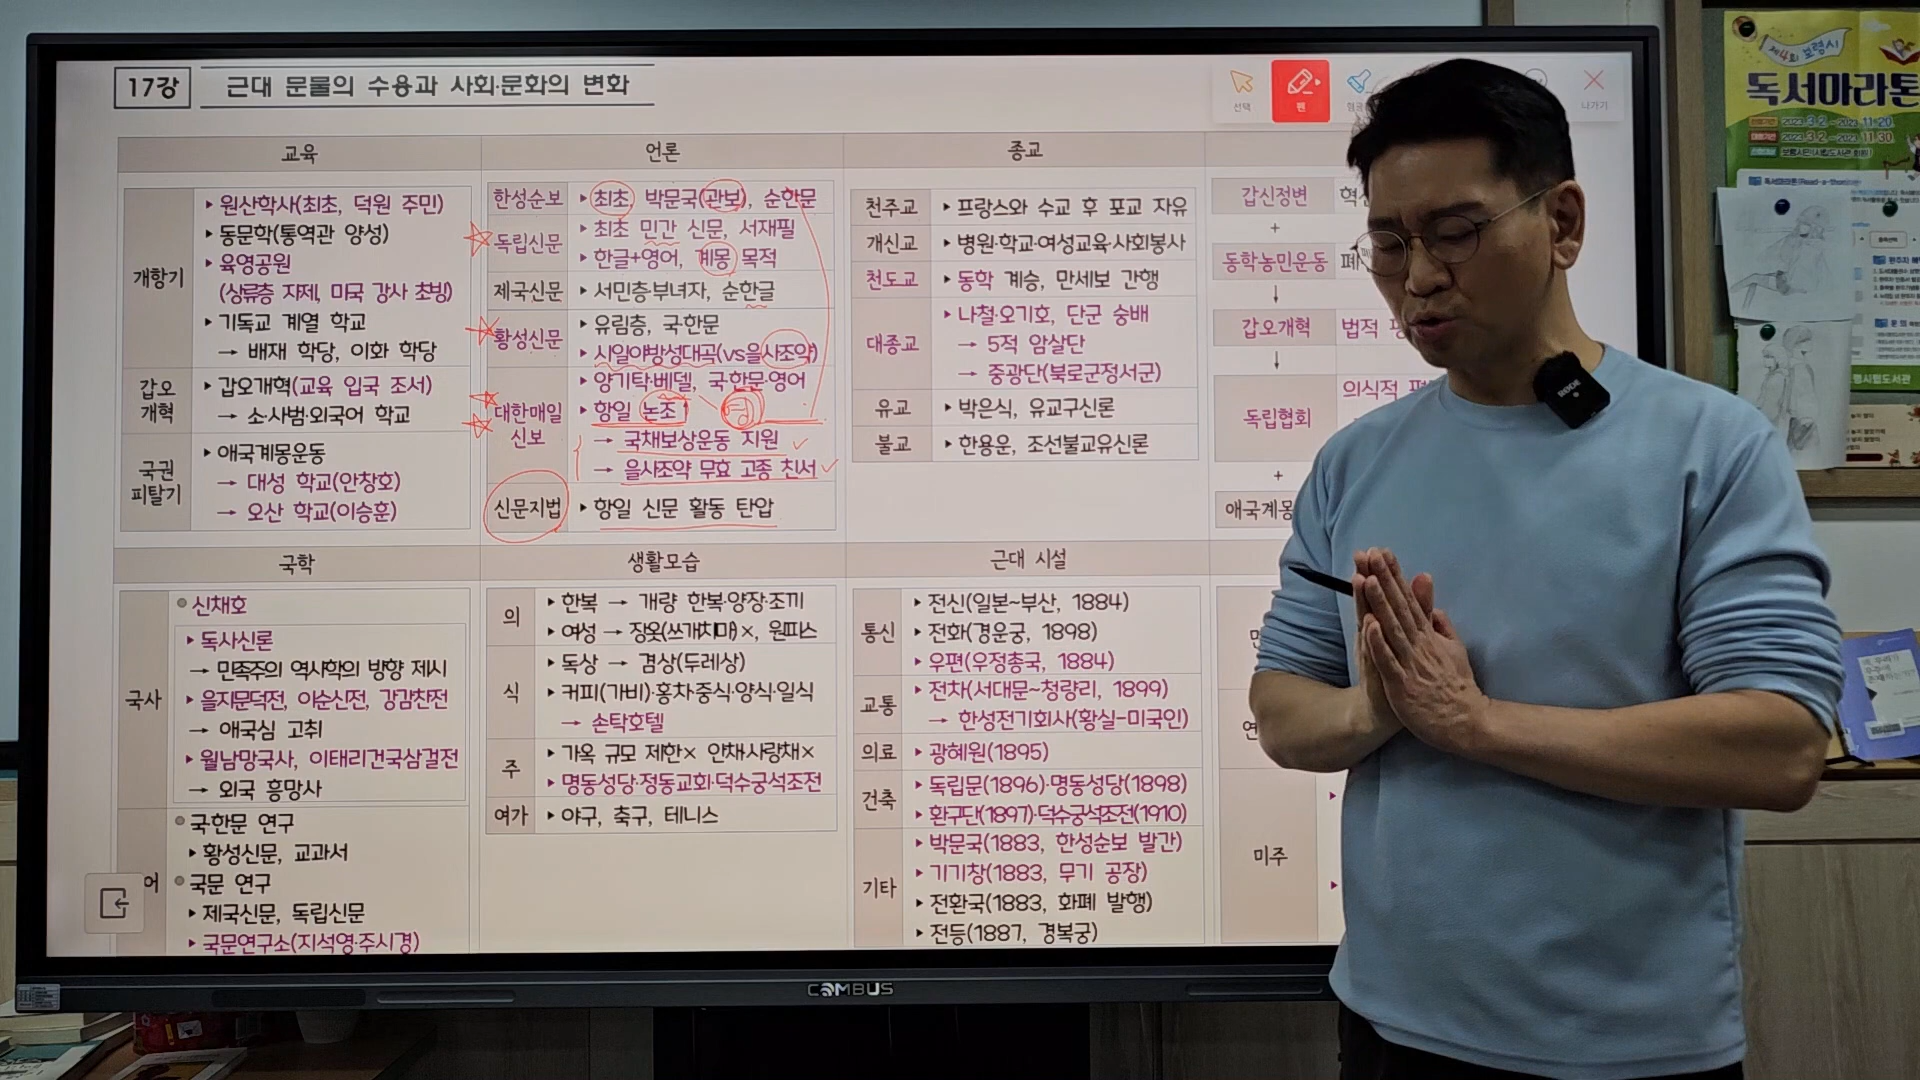 17강
근대 문물의 수용과 사회·문화의 변화
선택
펜
나가기
교육
개항기
▸ 원산학사(최초, 덕원 주민)
▸ 동문학(통역관 양성)
▸ 육영공원
(상류층 자제, 미국 강사 초빙)
▸ 기독교 계열 학교
→ 배재 학당, 이화 학당
갑오
개혁
▸ 갑오개혁(교육 입국 조서)
→ 소사범·외국어 학교
국권
피탈기
▸ 애국계몽운동
→ 대성 학교(안창호)
→ 오산 학교(이승훈)
언론
한성순보
▸ 최초, 박문국(관보), 순한문
독립신문
▸ 최초 민간 신문, 서재필
▸ 한글+영어, 계몽 목적
제국신문
▸ 서민층·부녀자, 순한글
황성신문
▸ 유림층, 국한문
▸ 시일야방성대곡(vs을사조약)
대한매일
신보
▸ 양기탁·베델, 국한문·영어
▸ 항일 논조↑
→ 국채보상운동 지원
→ 을사조약 무효 고종 친서
신문지법
▸ 항일 신문 활동 탄압
종교
천주교
▸ 프랑스와 수교 후 포교 자유
개신교
▸ 병원·학교·여성교육·사회봉사
천도교
▸ 동학 계승, 만세보 간행
대종교
▸ 나철·오기호, 단군 숭배
→ 5적 암살단
→ 중광단(북로군정서군)
유교
▸ 박은식, 유교구신론
불교
▸ 한용운, 조선불교유신론
갑신정변
+
동학농민운동
폐
↓
갑오개혁
법적 평
↓
독립협회
의식적 평
+
애국계몽
국학
국사
신채호
▸ 독사신론
→ 민족주의 역사학의 방향 제시
▸ 을지문덕전, 이순신전, 강감찬전
→ 애국심 고취
▸ 월남망국사, 이태리건국삼걸전
→ 외국 흥망사
어
국한문 연구
▸ 황성신문, 교과서
국문 연구
▸ 제국신문, 독립신문
▸ 국문연구소(지석영·주시경)
생활모습
의
▸ 한복 → 개량 한복·양장·조끼
▸ 여성 → 장옷(쓰개치마)×, 원피스
식
▸ 독상 → 겸상(두레상)
▸ 커피(가비)·홍차·중식·양식·일식
→ 손탁호텔
주
▸ 가옥 규모 제한× 안채·사랑채×
▸ 명동성당·정동교회·덕수궁석조전
여가
▸ 야구, 축구, 테니스
근대 시설
통신
▸ 전신(일본~부산, 1884)
▸ 전화(경운궁, 1898)
▸ 우편(우정총국, 1884)
교통
▸ 전차(서대문~청량리, 1899)
→ 한성전기회사(황실-미국인)
의료
▸ 광혜원(1895)
건축
▸ 독립문(1896)·명동성당(1898)
▸ 환구단(1897)·덕수궁석조전(1910)
기타
▸ 박문국(1883, 한성순보 발간)
▸ 기기창(1883, 무기 공장)
▸ 전환국(1883, 화폐 발행)
▸ 전등(1887, 경복궁)
미주
COMBUS
RODE
제4회 보령시
독서마라톤
2023.3.2 ~ 2023.11.20
2023.3.2 ~ 2023.11.30